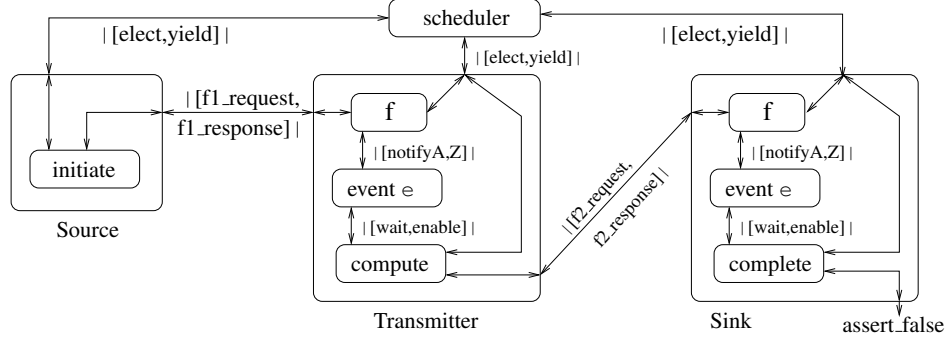 scheduler
| [elect,yield] |
| [elect,yield] |
| [elect,yield] |
| [f1_request,
f1_response] |
f
f
| [notifyA,Z] |
| [notifyA,Z] |
initiate
event e
event e
| [f2_request,
f2_response] |
Source
| [wait,enable] |
| [wait,enable] |
compute
complete
Transmitter
Sink
assert_false